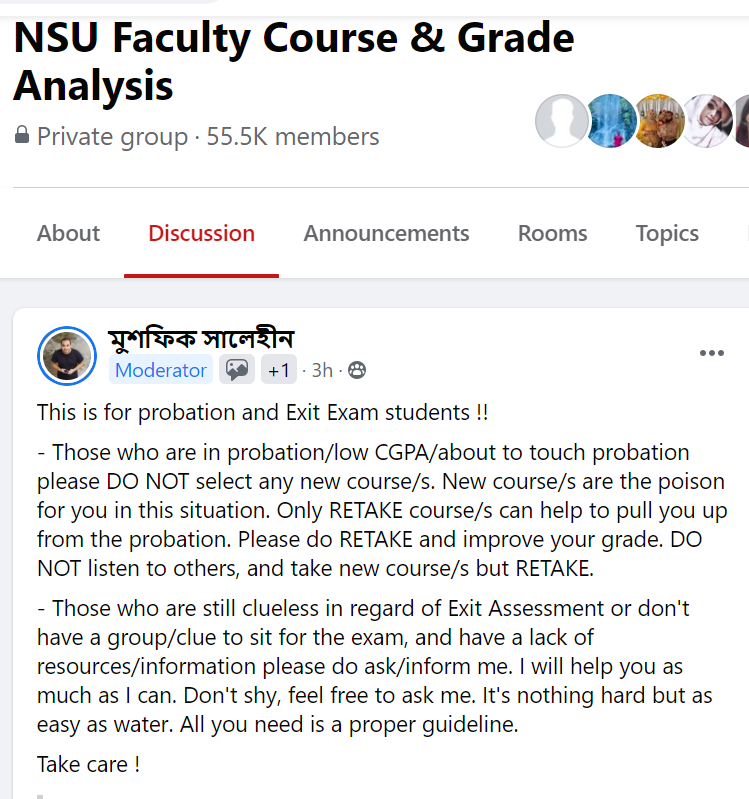 NSU Faculty Course & Grade
Analysis
Private group · 55.5K members
About Discussion Announcements Rooms Topics
মুশফিক সালেহীন
Moderator +1 · 3h ·
This is for probation and Exit Exam students !!
- Those who are in probation/low CGPA/about to touch probation
please DO NOT select any new course/s. New course/s are the poison
for you in this situation. Only RETAKE course/s can help to pull you up
from the probation. Please do RETAKE and improve your grade. DO
NOT listen to others, and take new course/s but RETAKE.
- Those who are still clueless in regard of Exit Assessment or don't
have a group/clue to sit for the exam, and have a lack of
resources/information please do ask/inform me. I will help you as
much as I can. Don't shy, feel free to ask me. It's nothing hard but as
easy as water. All you need is a proper guideline.
Take care !